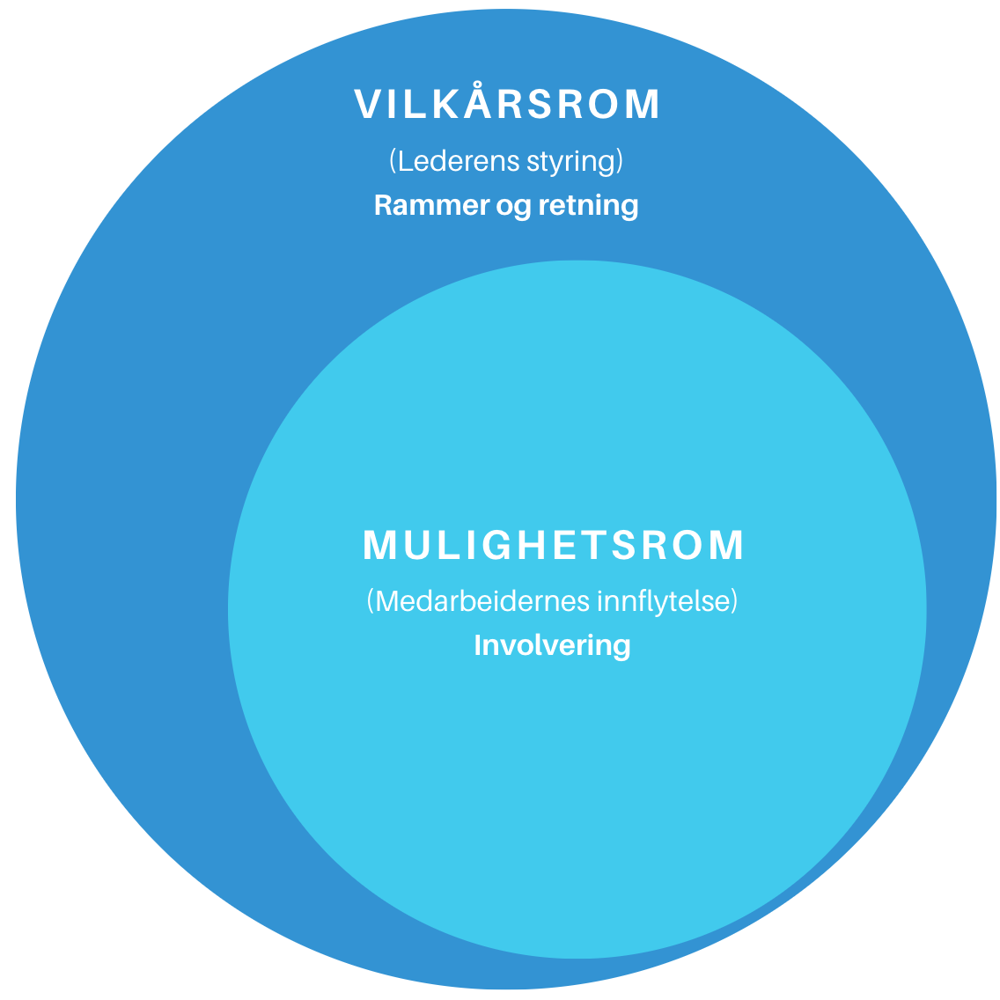 VILKÅRSROM
(Lederens styring)
Rammer og retning
MULIGHETSROM
(Medarbeidernes innflytelse)
Involvering